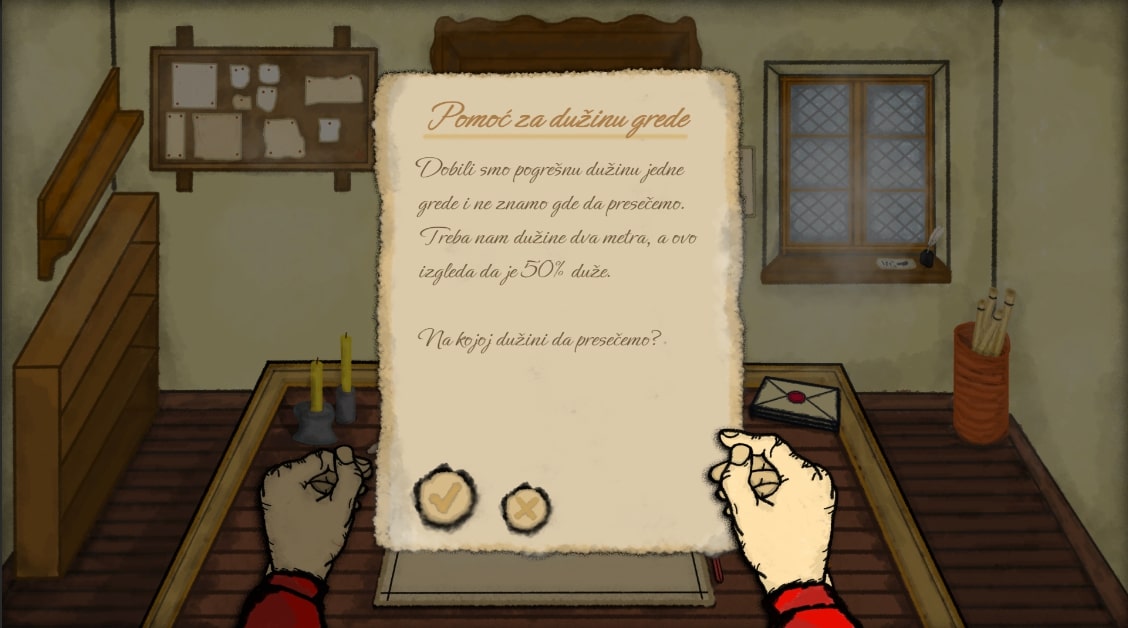 Pomoć za dužinu grede
Dobili smo pogrešnu dužinu jedne
grede i ne znamo gde da presečemo.
Treba nam dužine dva metra, a ovo
izgleda da je 50% duže.
Na kojoj dužini da presečemo?